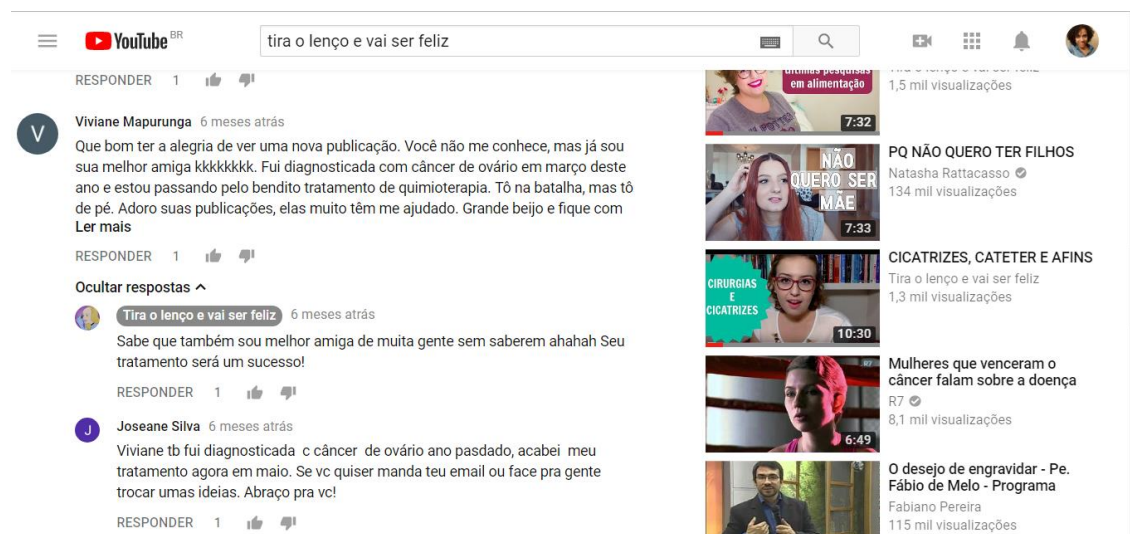 YouTube BR
tira o lenço e vai ser feliz
RESPONDER 1
Viviane Mapurunga 6 meses atrás
V
Que bom ter a alegria de ver uma nova publicação. Você não me conhece, mas já sou
sua melhor amiga kkkkkkkk. Fui diagnosticada com câncer de ovário em março deste
ano e estou passando pelo bendito tratamento de quimioterapia. Tô na batalha, mas tô
de pé. Adoro suas publicações, elas muito têm me ajudado. Grande beijo e fique com
Ler mais
RESPONDER 1
Ocultar respostas
Tira o lenço e vai ser feliz 6 meses atrás
Sabe que também sou melhor amiga de muita gente sem saberem ahahah Seu
tratamento será um sucesso!
RESPONDER 1
J
Joseane Silva 6 meses atrás
Viviane tb fui diagnosticada c câncer de ovário ano pasdado, acabei meu
tratamento agora em maio. Se vc quiser manda teu email ou face pra gente
trocar umas ideias. Abraço pra vc!
RESPONDER 1
últimas pesquisas
em alimentação
7:32
Tira o lenço e vai ser feliz
1,5 mil visualizações
NÃO
QUERO SER
MÃE
7:33
PQ NÃO QUERO TER FILHOS
Natasha Rattacasso
134 mil visualizações
CIRURGIAS
E
CICATRIZES
10:30
CICATRIZES, CATETER E AFINS
Tira o lenço e vai ser feliz
1,3 mil visualizações
R7
6:49
Mulheres que venceram o
câncer falam sobre a doença
R7
8,1 mil visualizações
O desejo de engravidar - Pe.
Fábio de Melo - Programa
Fabiano Pereira
115 mil visualizações